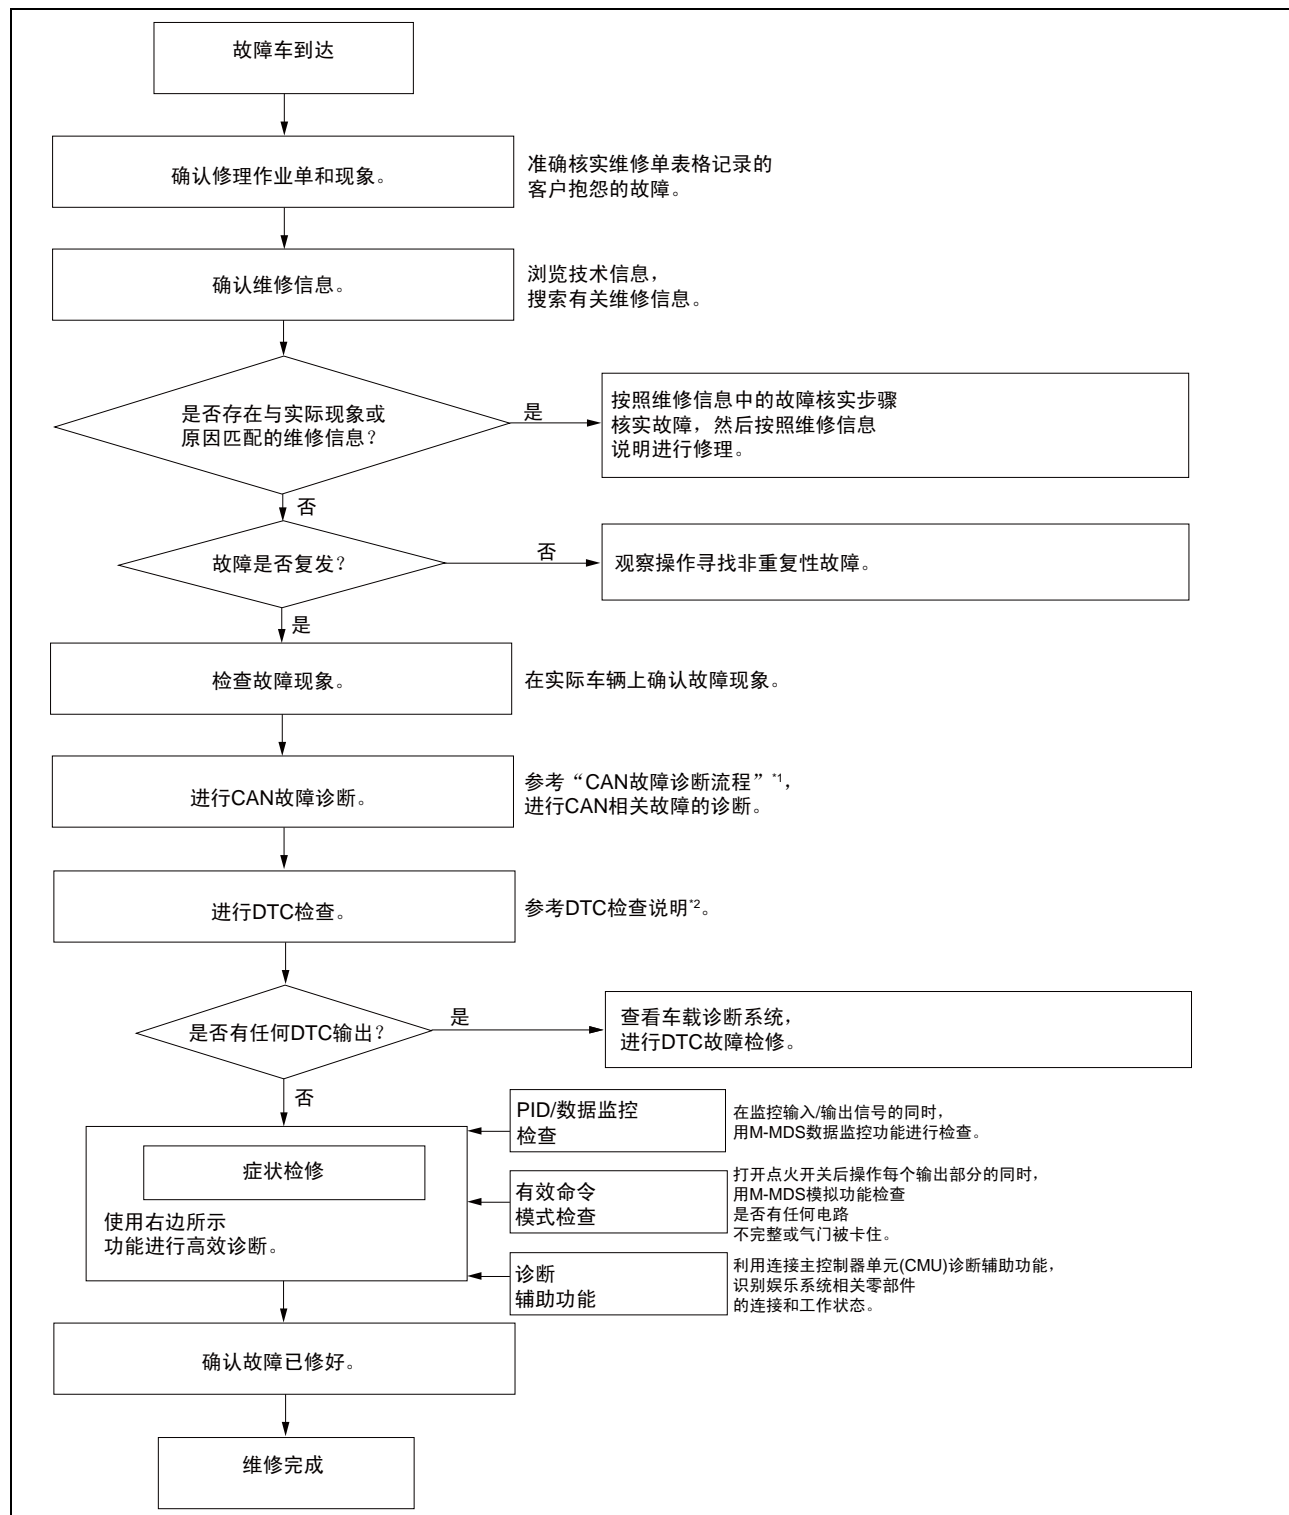 故障车到达
确认修理作业单和现象。
准确核实维修单表格记录的
客户抱怨的故障。
确认维修信息。
浏览技术信息，
搜索有关维修信息。
是否存在与实际现象或
原因匹配的维修信息？
是
按照维修信息中的故障核实步骤
核实故障，然后按照维修信息
说明进行修理。
否
故障是否复发？
否
观察操作寻找非重复性故障。
是
检查故障现象。
在实际车辆上确认故障现象。
进行CAN故障诊断。
参考“CAN故障诊断流程”*1，
进行CAN相关故障的诊断。
进行DTC检查。
参考DTC检查说明*2。
是否有任何DTC输出？
是
查看车载诊断系统，
进行DTC故障检修。
否
PID/数据监控
检查
在监控输入/输出信号的同时，
用M-MDS数据监控功能进行检查。
症状检修
使用右边所示
功能进行高效诊断。
有效命令
模式检查
打开点火开关后操作每个输出部分的同时，
用M-MDS模拟功能检查
是否有任何电路
不完整或气门被卡住。
诊断
辅助功能
利用连接主控制器单元(CMU)诊断辅助功能，
识别娱乐系统相关零部件
的连接和工作状态。
确认故障已修好。
维修完成